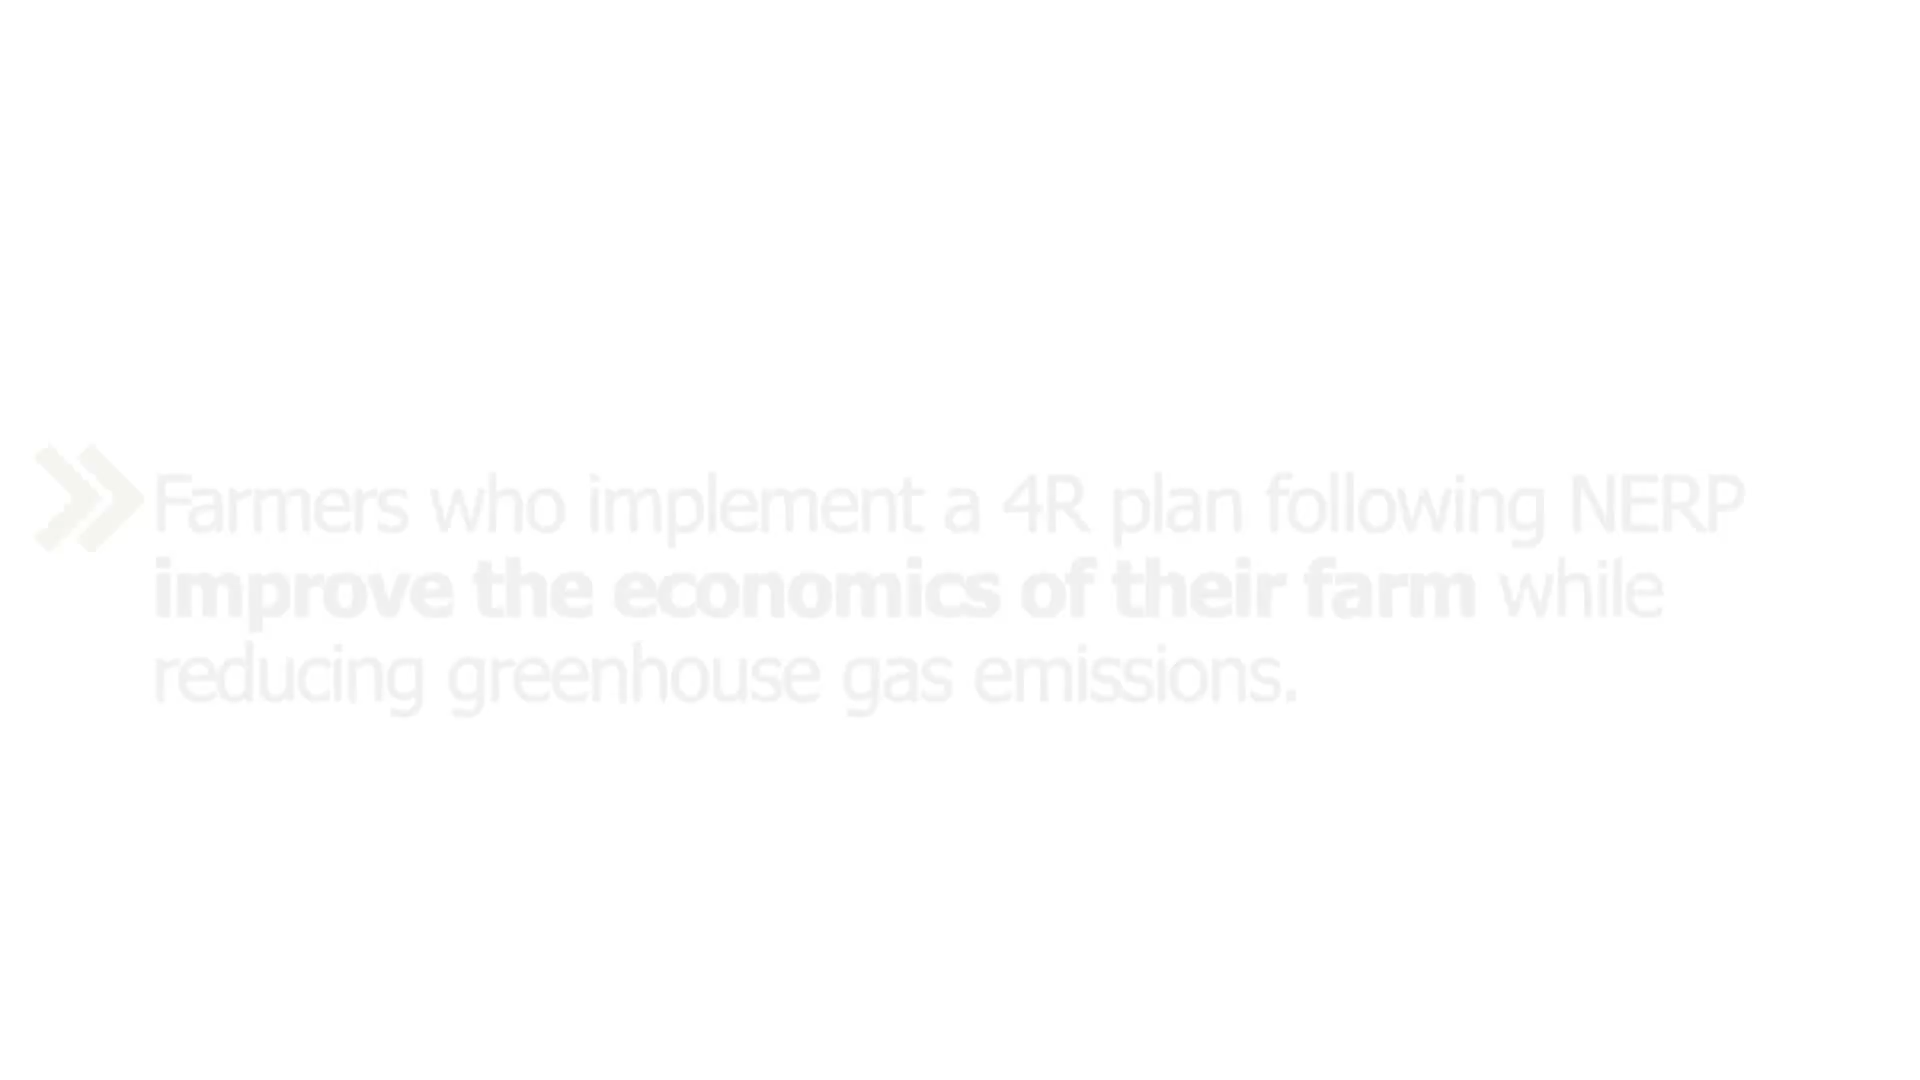 Farmers who implement a 4R plan following NERP
improve the economics of their farm while
reducing greenhouse gas emissions.